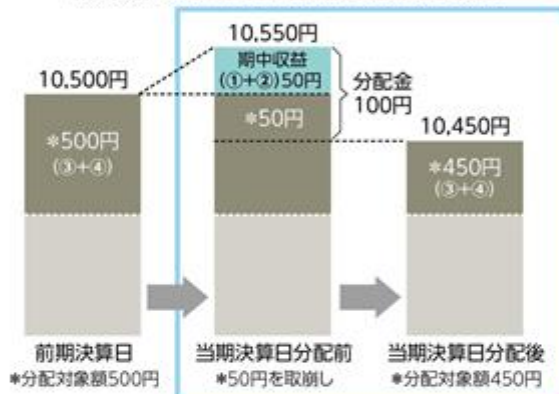 10,550円
期中収益
(①+②)50円
分配金
100円
10,500円
*500円
(③+④)
*50円
10,450円
*450円
(③+④)
前期決算日
*分配対象額500円
当期決算日分配前
*50円を取崩し
当期決算日分配後
*分配対象額450円